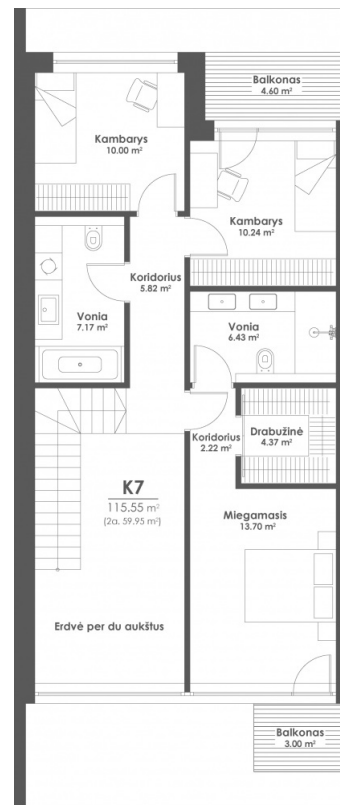 Balkonas
4.60 m²
Kambarys
10.00 m²
Kambarys
10.24 m²
Koridorius
5.82 m²
Vonia
7.17 m²
Vonia
6.43 m²
Koridorius
2.22 m²
Drabužinė
4.37 m²
K7
115.55 m²
(2a. 59.95 m²)
Miegamasis
13.70 m²
Erdvė per du aukštus
Balkonas
3.00 m²